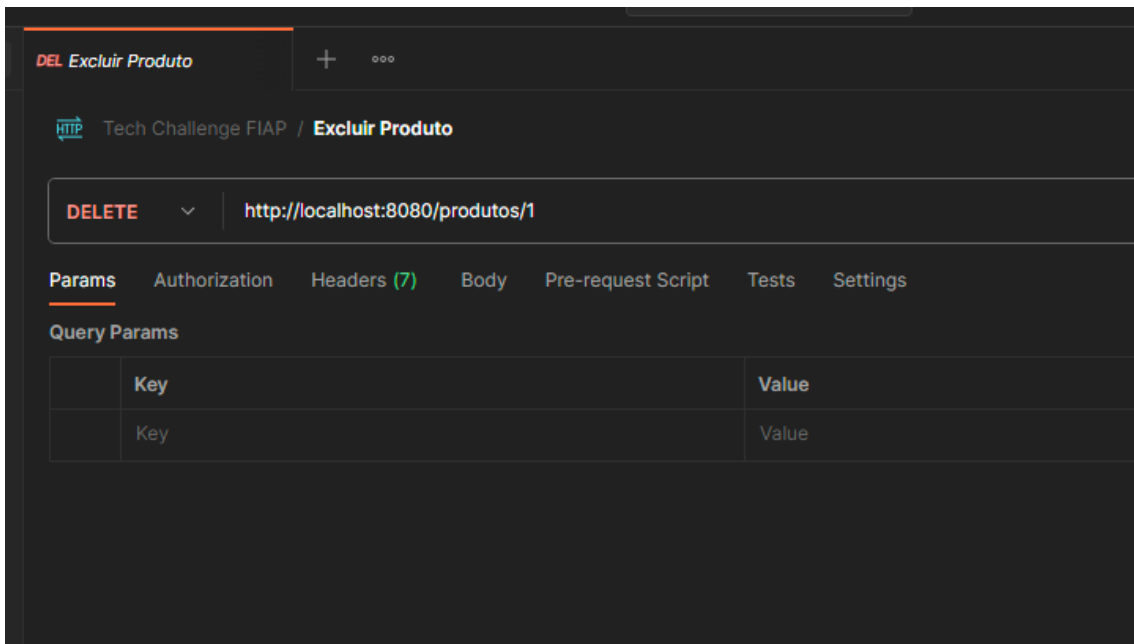 DEL Excluir Produto
HTTP Tech Challenge FIAP / Excluir Produto
DELETE http://localhost:8080/produtos/1
Params Authorization Headers (7) Body Pre-request Script Tests Settings
Query Params
Key Value
Key Value